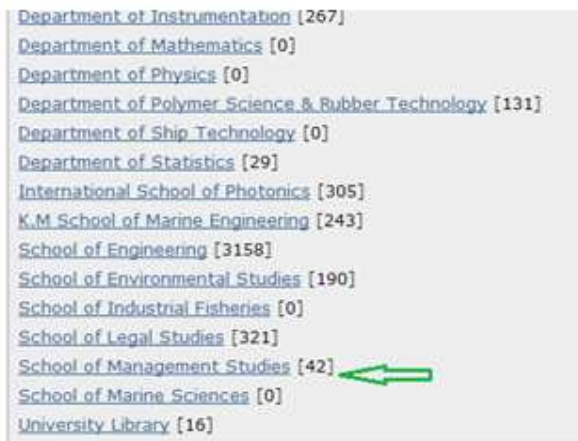 Department of Instrumentation [267]
Department of Mathematics [0]
Department of Physics [0]
Department of Polymer Science & Rubber Technology [131]
Department of Ship Technology [0]
Department of Statistics [29]
International School of Photonics [305]
K.M School of Marine Engineering [243]
School of Engineering [3158]
School of Environmental Studies [190]
School of Industrial Fisheries [0]
School of Legal Studies [321]
School of Management Studies [42]
School of Marine Sciences [0]
University Library [16]